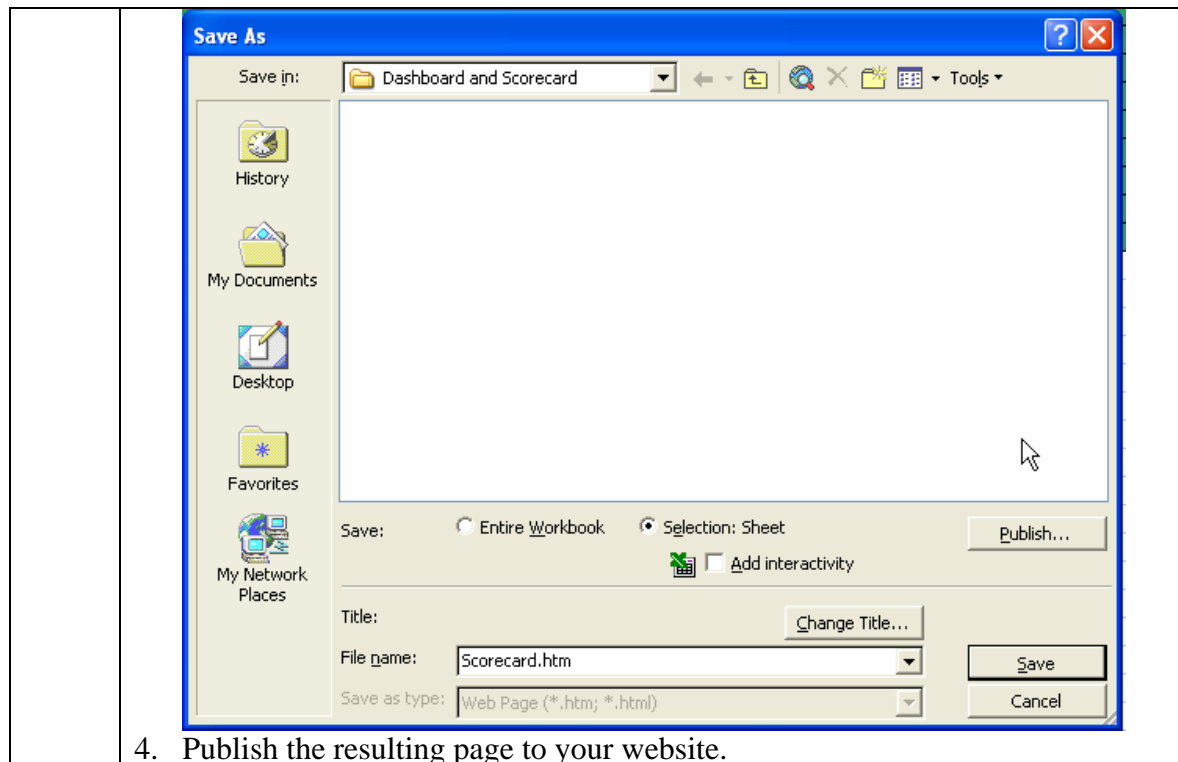 Save As
Save in: Dashboard and Scorecard Tools
History
My Documents
Desktop
Favorites
My Network
Places
Save: Entire Workbook Selection: Sheet Publish...
Add interactivity
Title: Change Title...
File name: Scorecard.htm Save
Save as type: Web Page (*.htm; *.html) Cancel
4. Publish the resulting page to your website.